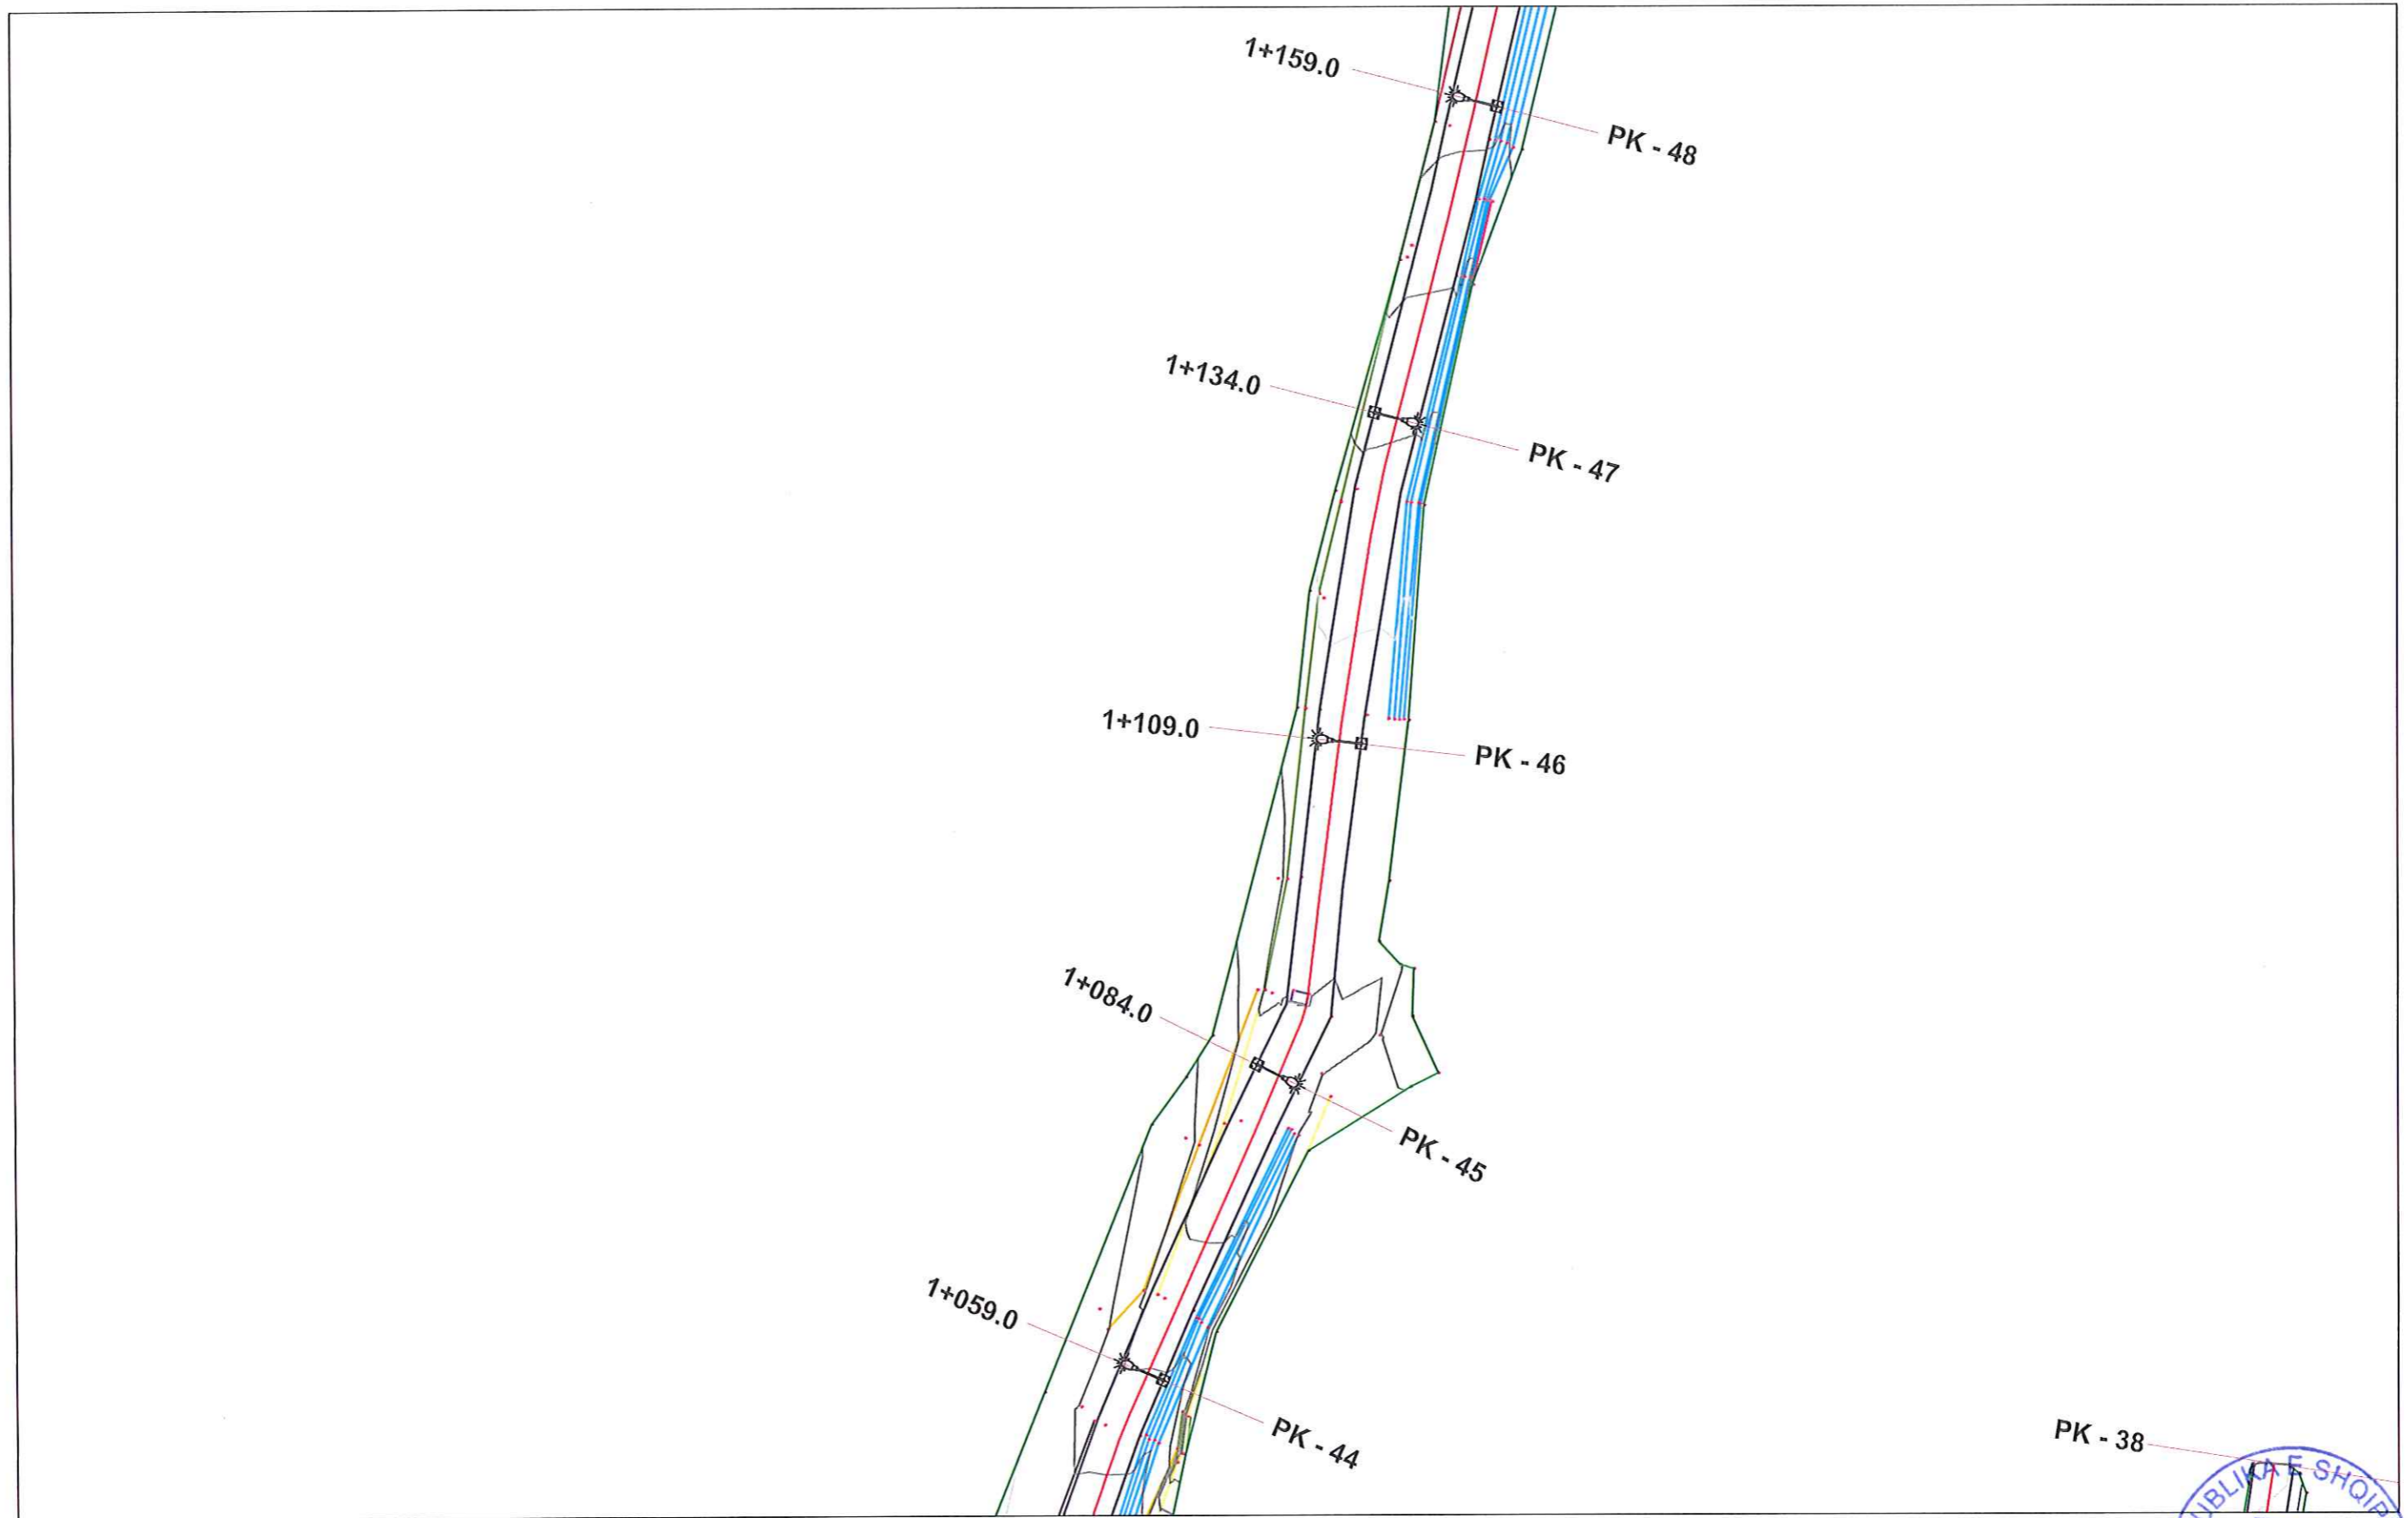 1+159.0
PK - 48
1+134.0
PK - 47
1+109.0
PK - 46
1+084.0
PK - 45
1+059.0
PK - 44
PK - 38